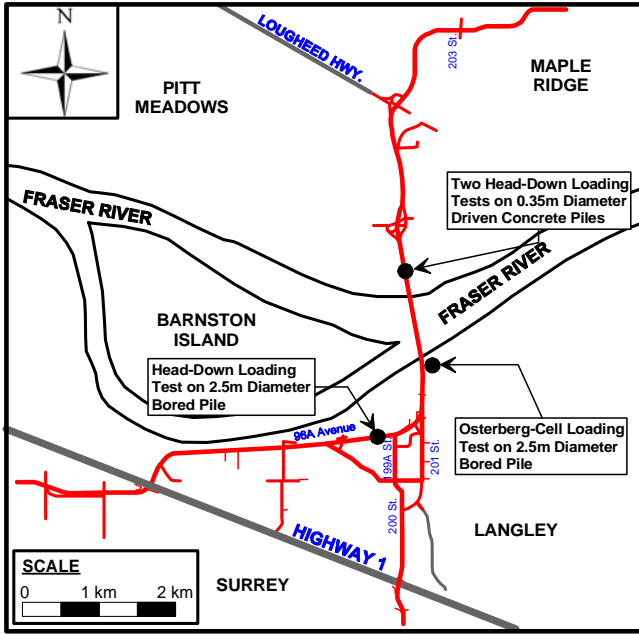 N
LOUGHEED HWY.
203 St.
PITT
MEADOWS
MAPLE
RIDGE
Two Head-Down Loading
Tests on 0.35m Diameter
Driven Concrete Piles
FRASER RIVER
FRASER RIVER
BARNSTON
ISLAND
Head-Down Loading
Test on 2.5m Diameter
Bored Pile
96A Avenue
199A St.
201 St.
Osterberg-Cell Loading
Test on 2.5m Diameter
Bored Pile
200 St.
LANGLEY
HIGHWAY 1
SURREY
SCALE
0 1 km 2 km